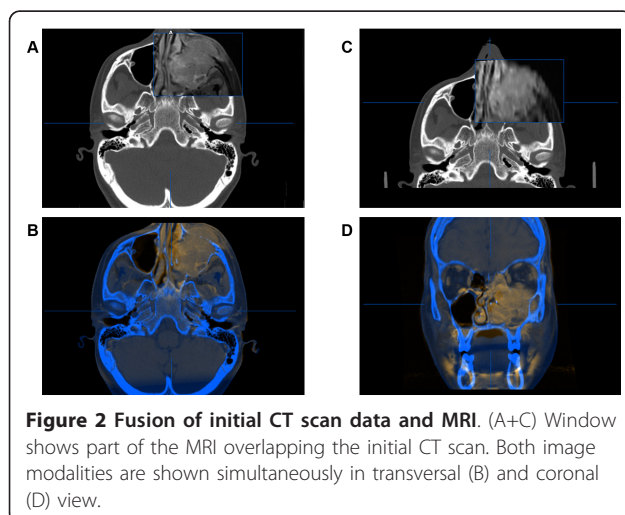 A
C
B
D
Figure 2 Fusion of initial CT scan data and MRI. (A+C) Window
shows part of the MRI overlapping the initial CT scan. Both image
modalities are shown simultaneously in transversal (B) and coronal
(D) view.